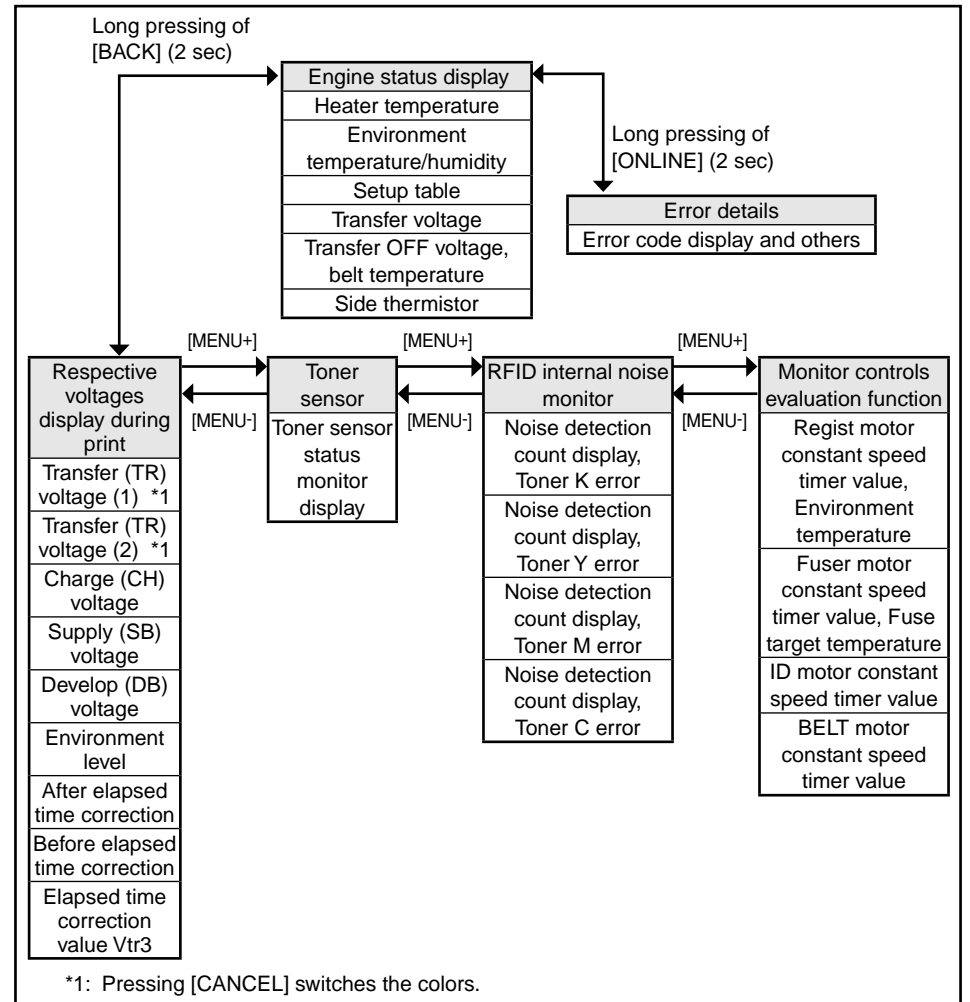 Long pressing of
[BACK] (2 sec)
Engine status display
Heater temperature
Environment
temperature/humidity
Setup table
Transfer voltage
Transfer OFF voltage,
belt temperature
Side thermistor
Long pressing of
[ONLINE] (2 sec)
Error details
Error code display and others
[MENU+]
[MENU+]
[MENU+]
[MENU-]
[MENU-]
[MENU-]
Respective
voltages
display during
print
Transfer (TR)
voltage (1) *1
Transfer (TR)
voltage (2) *1
Charge (CH)
voltage
Supply (SB)
voltage
Develop (DB)
voltage
Environment
level
After elapsed
time correction
Before elapsed
time correction
Elapsed time
correction
value Vtr3
Toner
sensor
Toner sensor
status
monitor
display
RFID internal noise
monitor
Noise detection
count display,
Toner K error
Noise detection
count display,
Toner Y error
Noise detection
count display,
Toner M error
Noise detection
count display,
Toner C error
Monitor controls
evaluation function
Regist motor
constant speed
timer value,
Environment
temperature
Fuser motor
constant speed
timer value, Fuse
target temperature
ID motor constant
speed timer value
BELT motor
constant speed
timer value
*1: Pressing [CANCEL] switches the colors.